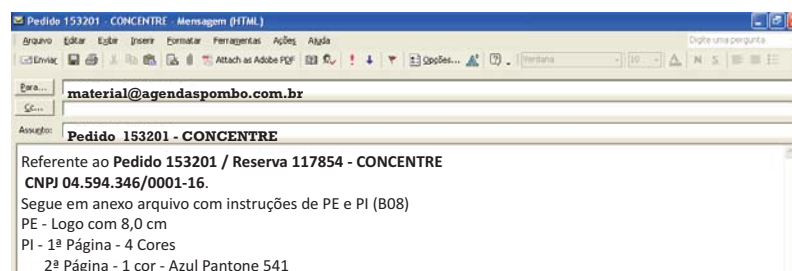 Pedido 153201 - CONCENTRE - Mensagem (HTML)
Arquivo Editar Exibir Inserir Formatar Ferramentas Ações Ajuda
Digite uma pergunta
Enviar Attach as Adobe PDF Opções... Verdana 10 A N S
Para... material@agendaspombo.com.br
Cc...
Assunto: Pedido 153201 - CONCENTRE
Referente ao Pedido 153201 / Reserva 117854 - CONCENTRE
CNPJ 04.594.346/0001-16.
Segue em anexo arquivo com instruções de PE e PI (B08)
PE - Logo com 8,0 cm
PI - 1ª Página - 4 Cores
2ª Página - 1 cor - Azul Pantone 541